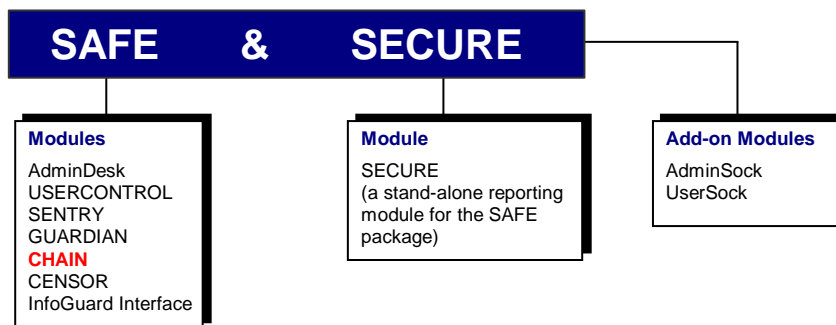 SAFE & SECURE
Modules
AdminDesk
USERCONTROL
SENTRY
GUARDIAN
CHAIN
CENSOR
InfoGuard Interface
Module
SECURE
(a stand-alone reporting
module for the SAFE
package)
Add-on Modules
AdminSock
UserSock